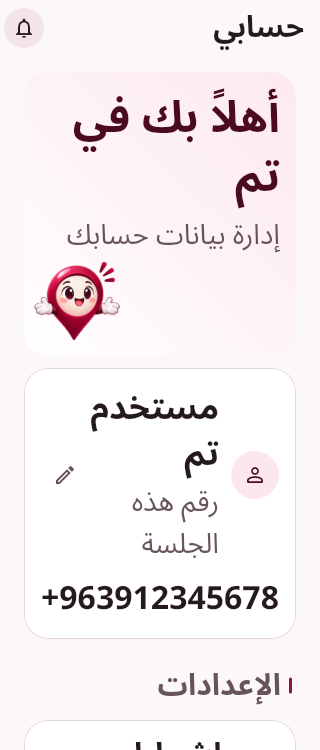 حسابي
أهلاً بك في
تم
إدارة بيانات حسابك
مستخدم
تم
رقم هذه
الجلسة
+963912345678
الإعدادات